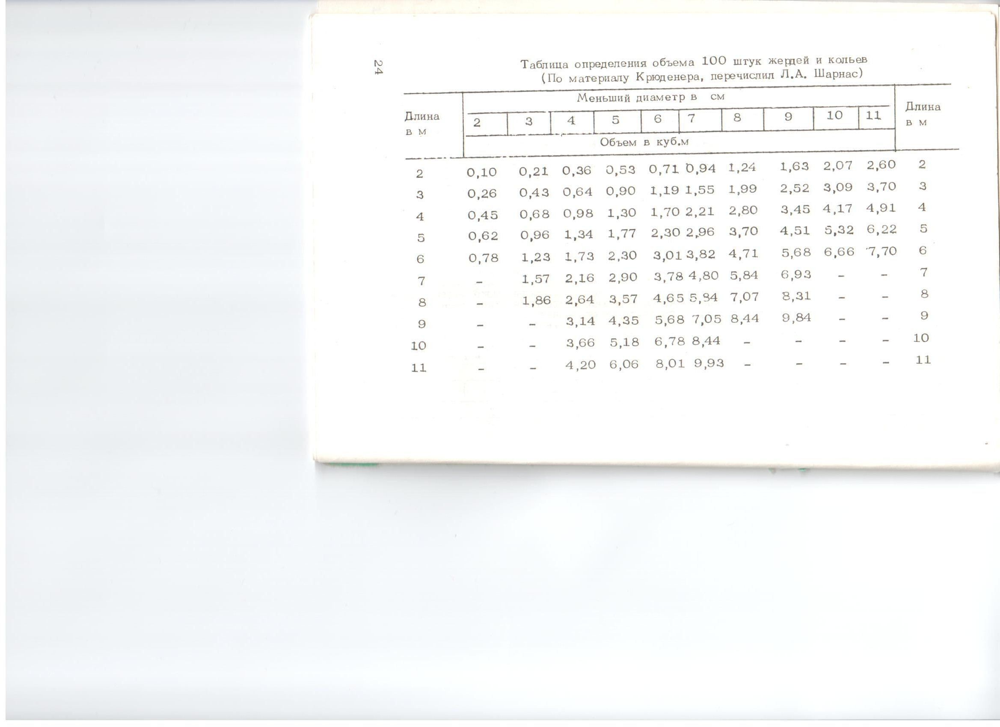 24
Таблица определения объема 100 штук жердей и кольев
(По материалу Крюденера, перечислил Л.А. Шарнас)
Длина в м Меньший диаметр в см Длина в м
2 3 4 5 6 7 8 9 10 11
Объем в куб.м
2 0,10 0,21 0,36 0,53 0,71 0,94 1,24 1,63 2,07 2,60 2
3 0,26 0,43 0,64 0,90 1,19 1,55 1,99 2,52 3,09 3,70 3
4 0,45 0,68 0,98 1,30 1,70 2,21 2,80 3,45 4,17 4,91 4
5 0,62 0,96 1,34 1,77 2,30 2,96 3,70 4,51 5,32 6,22 5
6 0,78 1,23 1,73 2,30 3,01 3,82 4,71 5,68 6,66 7,70 6
7 - 1,57 2,16 2,90 3,78 4,80 5,84 6,93 - - 7
8 - 1,86 2,64 3,57 4,65 5,84 7,07 8,31 - - 8
9 - - 3,14 4,35 5,68 7,05 8,44 9,84 - - 9
10 - - 3,66 5,18 6,78 8,44 - - - - 10
11 - - 4,20 6,06 8,01 9,93 - - - - 11